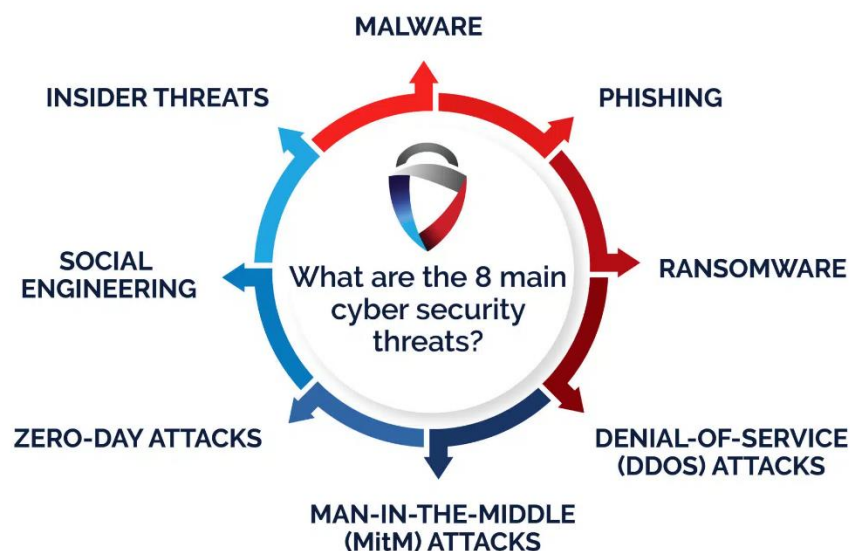 MALWARE
PHISHING
RANSOMWARE
DENIAL-OF-SERVICE
(DDOS) ATTACKS
MAN-IN-THE-MIDDLE
(MitM) ATTACKS
ZERO-DAY ATTACKS
SOCIAL
ENGINEERING
INSIDER THREATS
What are the 8 main
cyber security
threats?